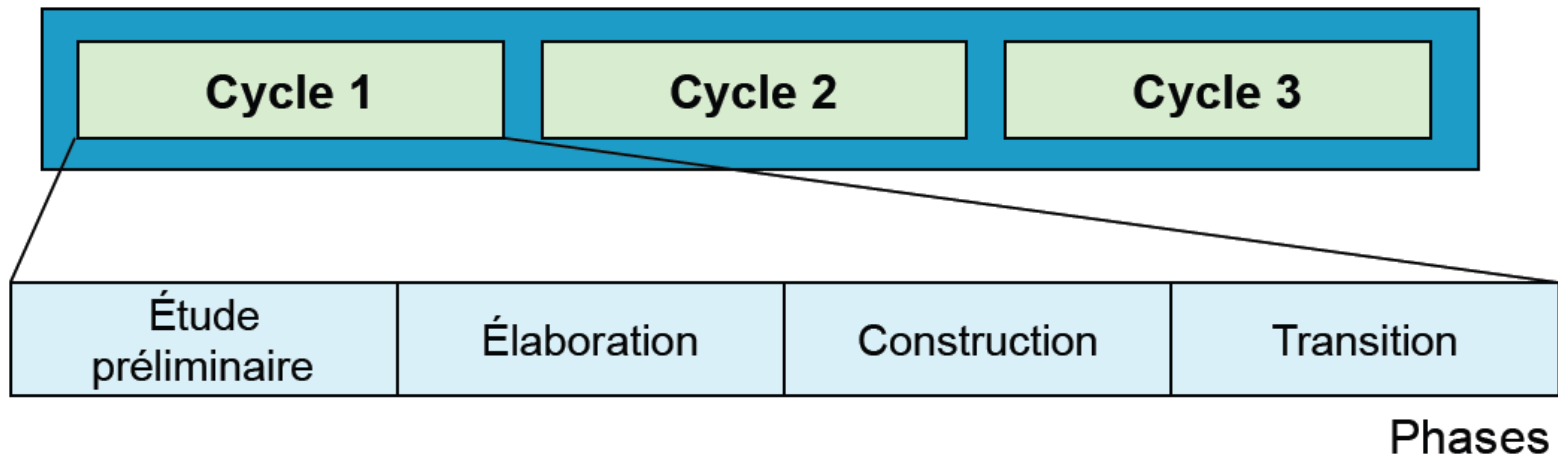 Cycle 1
Cycle 2
Cycle 3
Étude
préliminaire
Élaboration
Construction
Transition
Phases